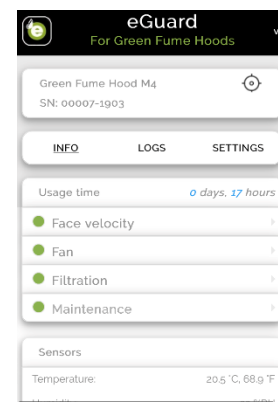 eGuard
For Green Fume Hoods
Green Fume Hood M4
SN: 00007-1903
INFO LOGS SETTINGS
Usage time 0 days, 17 hours
Face velocity
Fan
Filtration
Maintenance
Sensors
Temperature: 20.5 °C, 68.9 °F